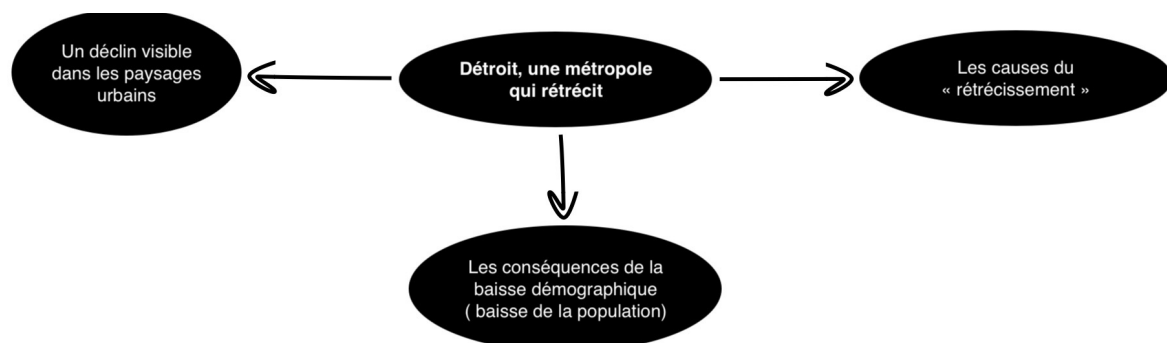 Un déclin visible
dans les paysages
urbains
Détroit, une métropole
qui rétrécit
Les causes du
« rétrécissement »
Les conséquences de la
baisse démographique
( baisse de la population)